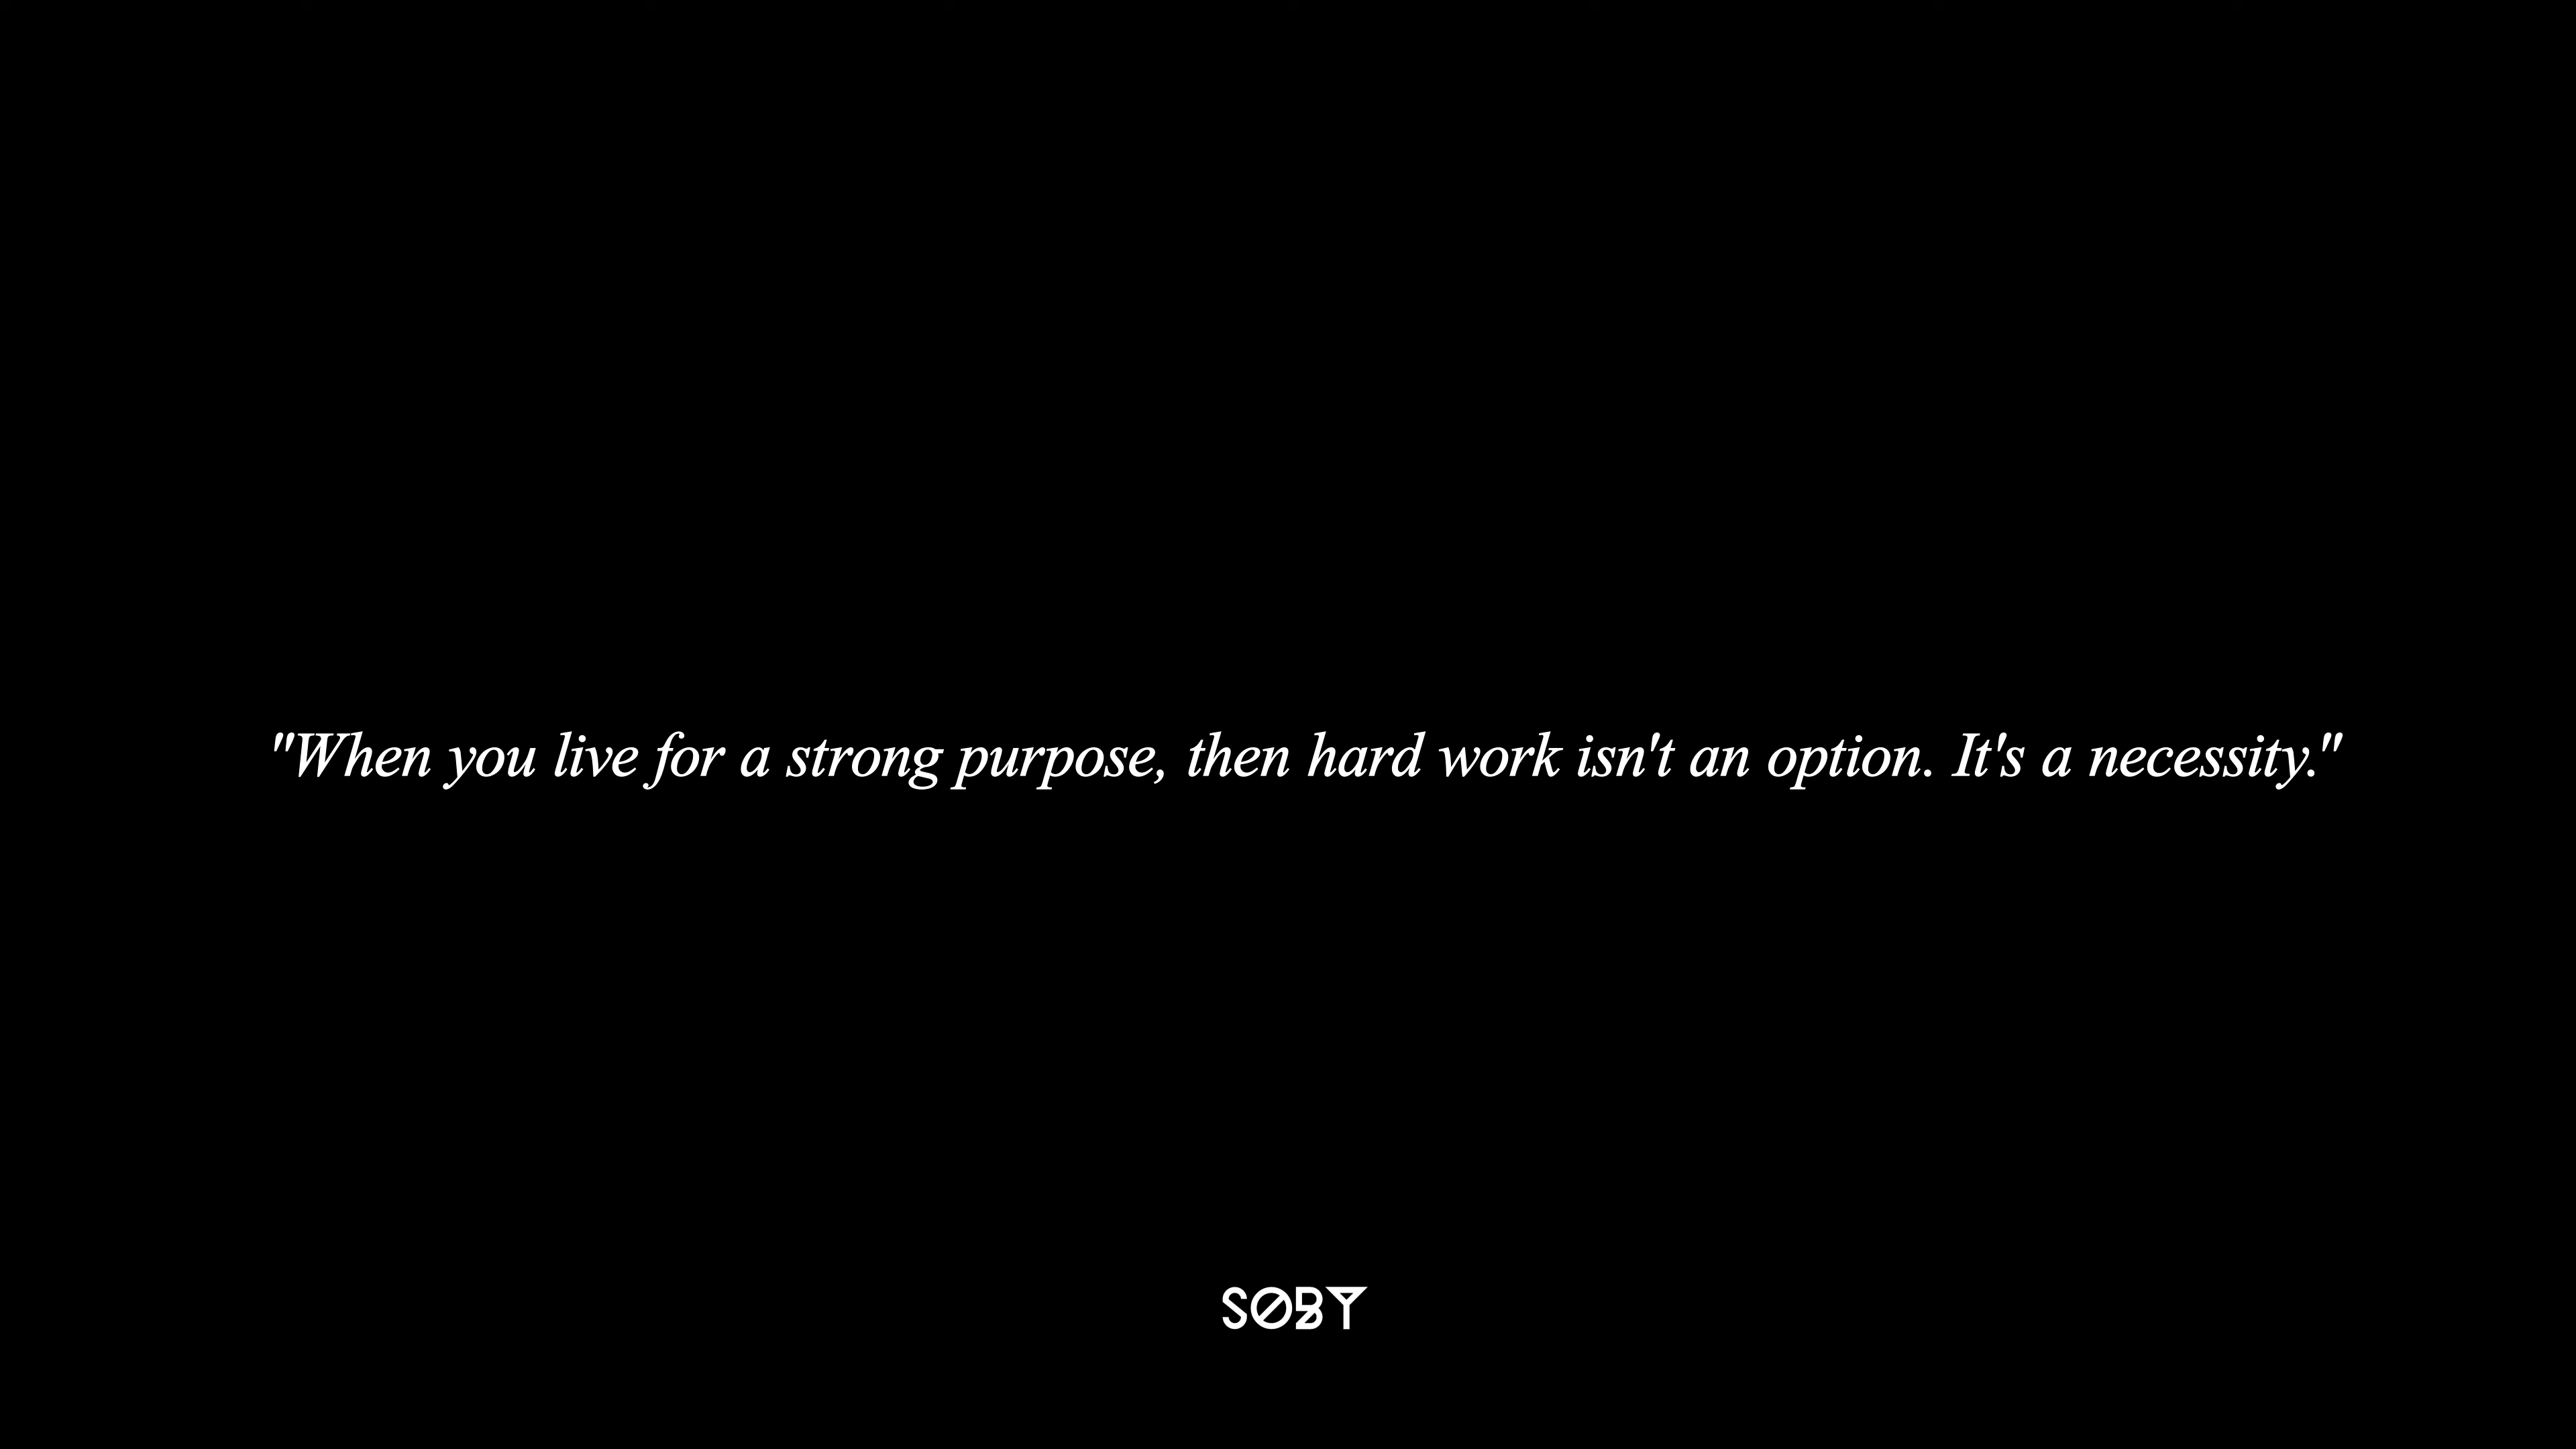 "When you live for a strong purpose, then hard work isn't an option. It's a necessity."
SØBY